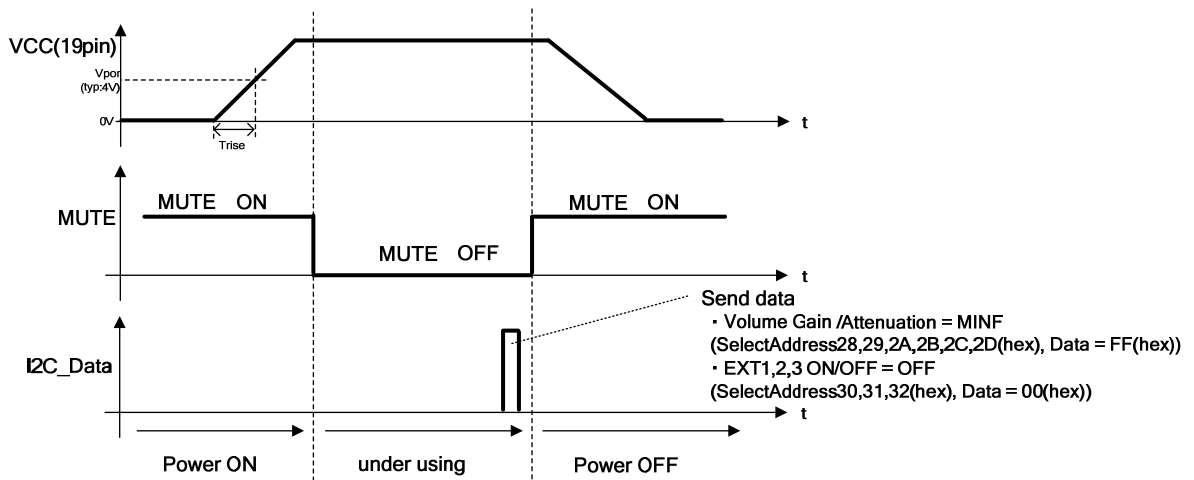 VCC(19pin)
Vpor
(typ:4V)
0V
t
Trise
MUTE ON
MUTE ON
MUTE
MUTE OFF
t
Send data
・Volume Gain /Attenuation = MINF
(SelectAddress28,29,2A,2B,2C,2D(hex), Data = FF(hex))
・EXT1,2,3 ON/OFF = OFF
(SelectAddress30,31,32(hex), Data = 00(hex))
I2C_Data
t
Power ON
under using
Power OFF